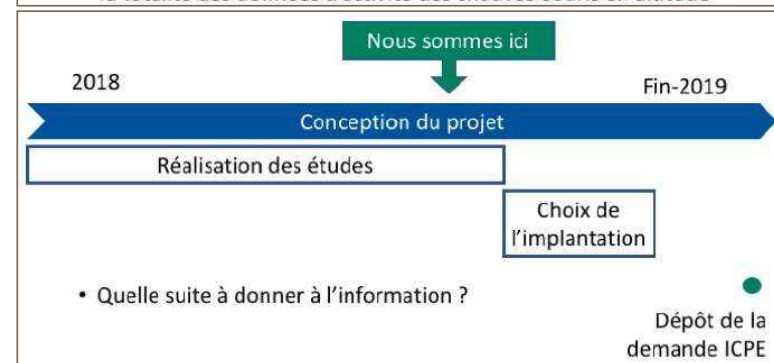 Nous sommes ici
2018
Fin-2019
Conception du projet
Réalisation des études
Choix de
l'implantation
• Quelle suite à donner à l'information ?
Dépôt de la
demande ICPE